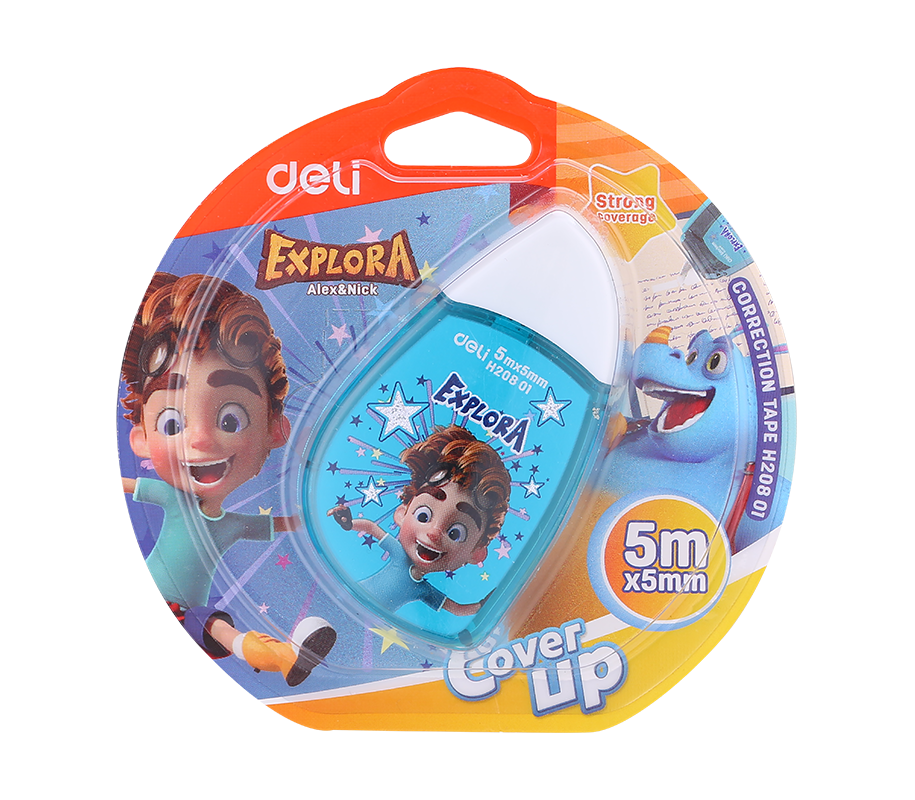 deli
EXPLORA
Alex&Nick
Strong
coverage
CORRECTION TAPE H208 01
deli 5mx5mm
H208 01
EXPLORA
5m
x5mm
Cover
up